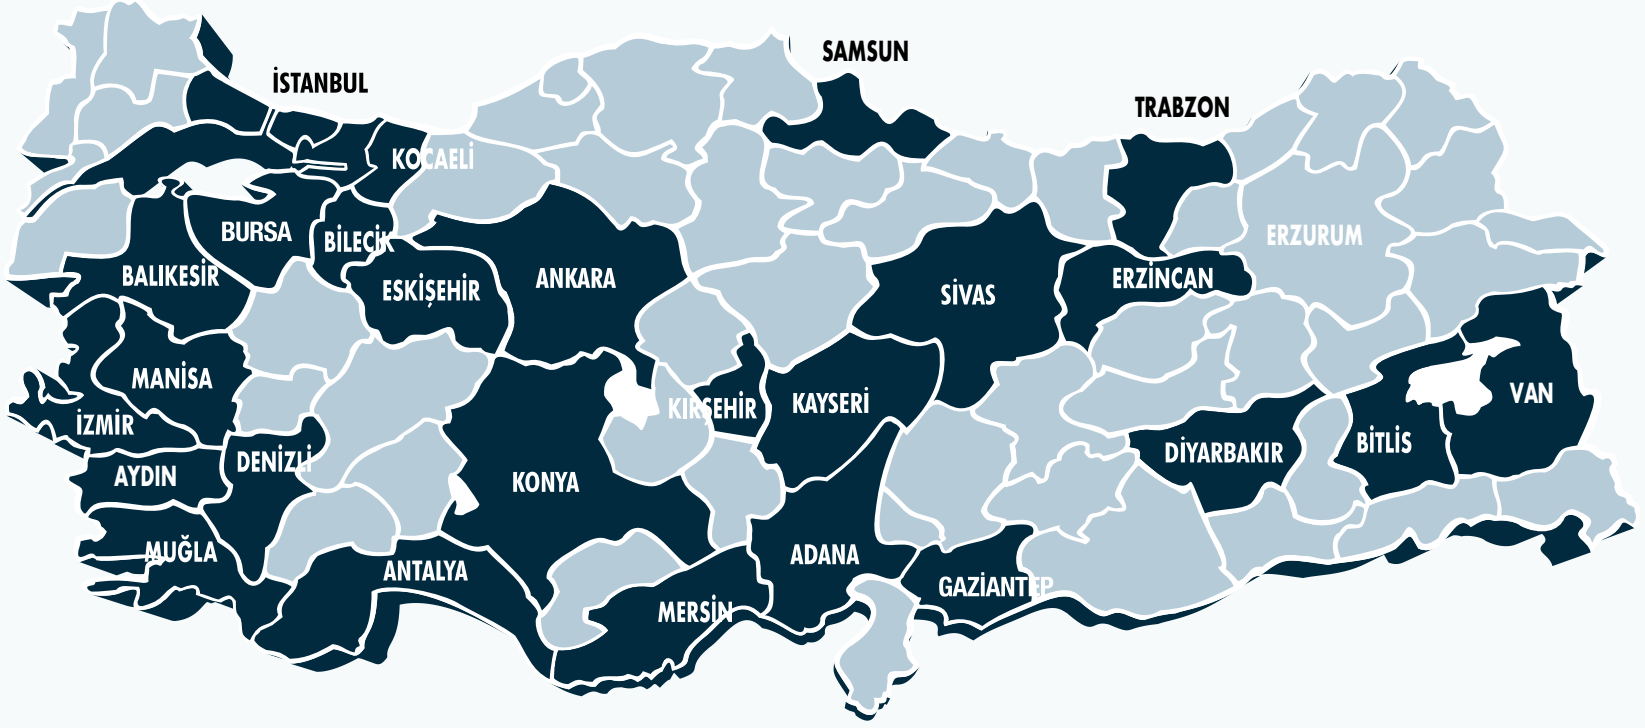 SAMSUN
İSTANBUL
TRABZON
KOCAELİ
BURSA
BİLECİK
ERZURUM
BALIKESİR
ESKİŞEHİR
ANKARA
SİVAS
ERZİNCAN
MANİSA
KIRŞEHİR
KAYSERİ
VAN
İZMİR
DENİZLİ
DİYARBAKIR
BİTLİS
AYDIN
KONYA
MUĞLA
ANTALYA
ADANA
GAZİANTEP
MERSİN